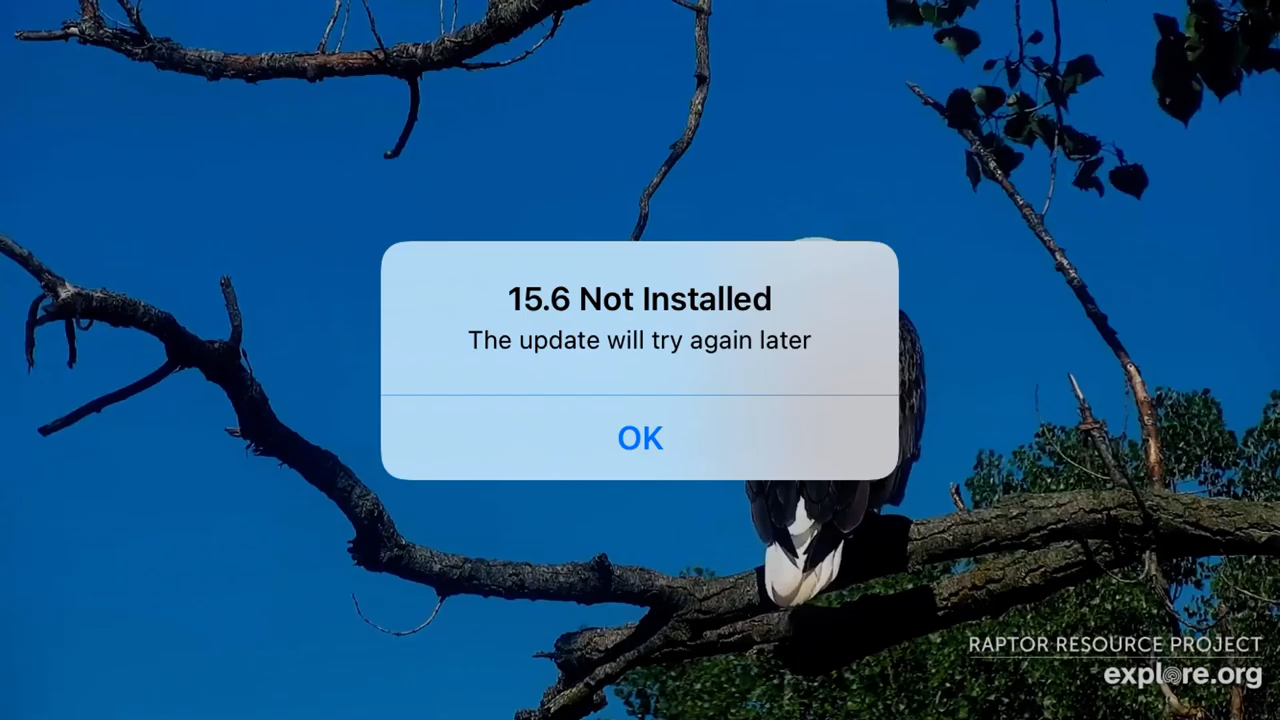 15.6 Not Installed
The update will try again later
OK
RAPTOR RESOURCE PROJECT
explore.org